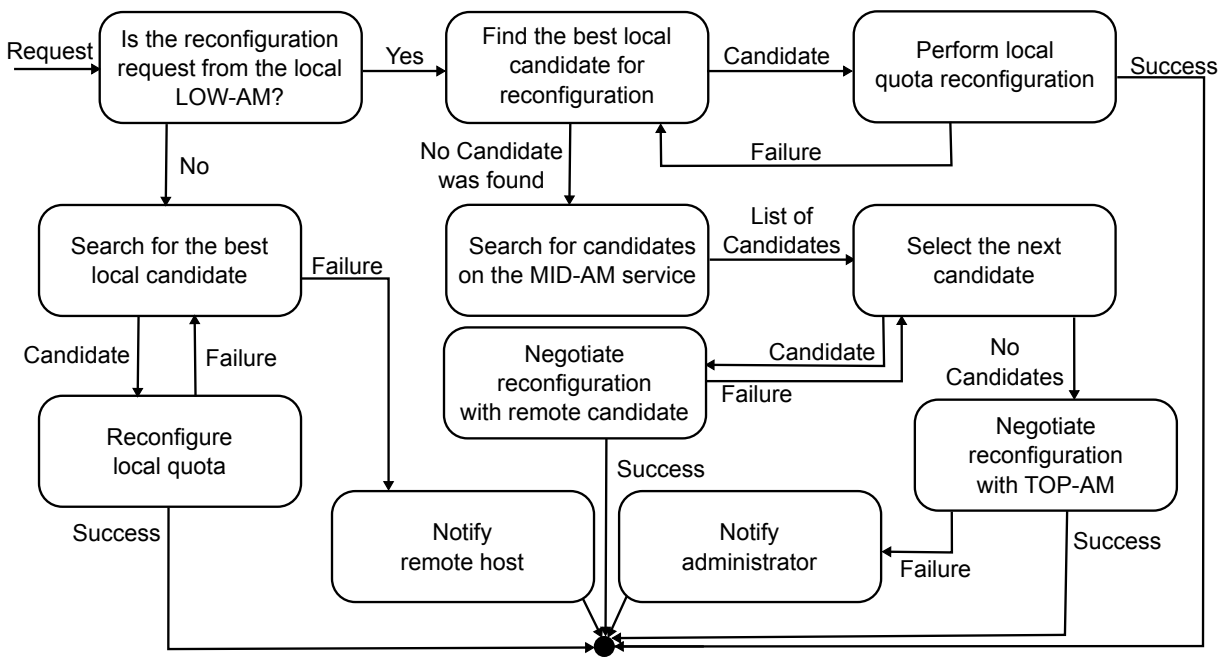 Request
Is the reconfiguration
request from the local
LOW-AM?
Yes
Find the best local
candidate for
reconfiguration
Candidate
Perform local
quota reconfiguration
Success
No
No Candidate
was found
Failure
Search for the best
local candidate
Failure
Search for candidates
on the MID-AM service
List of
Candidates
Select the next
candidate
Candidate
Failure
Negotiate
reconfiguration
with remote candidate
Candidate
Failure
No
Candidates
Reconfigure
local quota
Negotiate
reconfiguration
with TOP-AM
Success
Success
Notify
remote host
Notify
administrator
Failure
Success